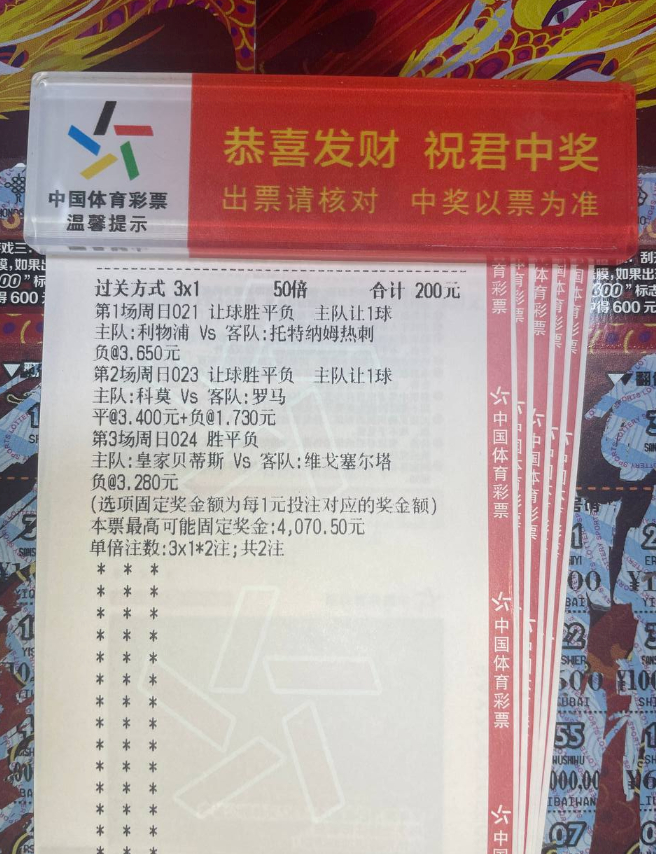 恭喜发财 祝君中奖
出票请核对 中奖以票为准
中国体育彩票
温馨提示
过关方式 3x1 50倍 合计 200元
第1场周日021 让球胜平负 主队让1球
主队:利物浦 Vs 客队:托特纳姆热刺
负@3.650元
第2场周日023 让球胜平负 主队让1球
主队:科莫 Vs 客队:罗马
平@3.400元+负@1.730元
第3场周日024 胜平负
主队:皇家贝蒂斯 Vs 客队:维戈塞尔塔
负@3.280元
(选项固定奖金额为每1元投注对应的奖金额)
本票最高可能固定奖金:4,070.50元
单倍注数:3x1*2注;共2注
* * *
* * *
* * *
* * *
* * *
* * *
* * *
* * *
* * *
* * *
* * *
* * *
* * *
* * *
体育彩票
中国体育彩票
中国体育彩票